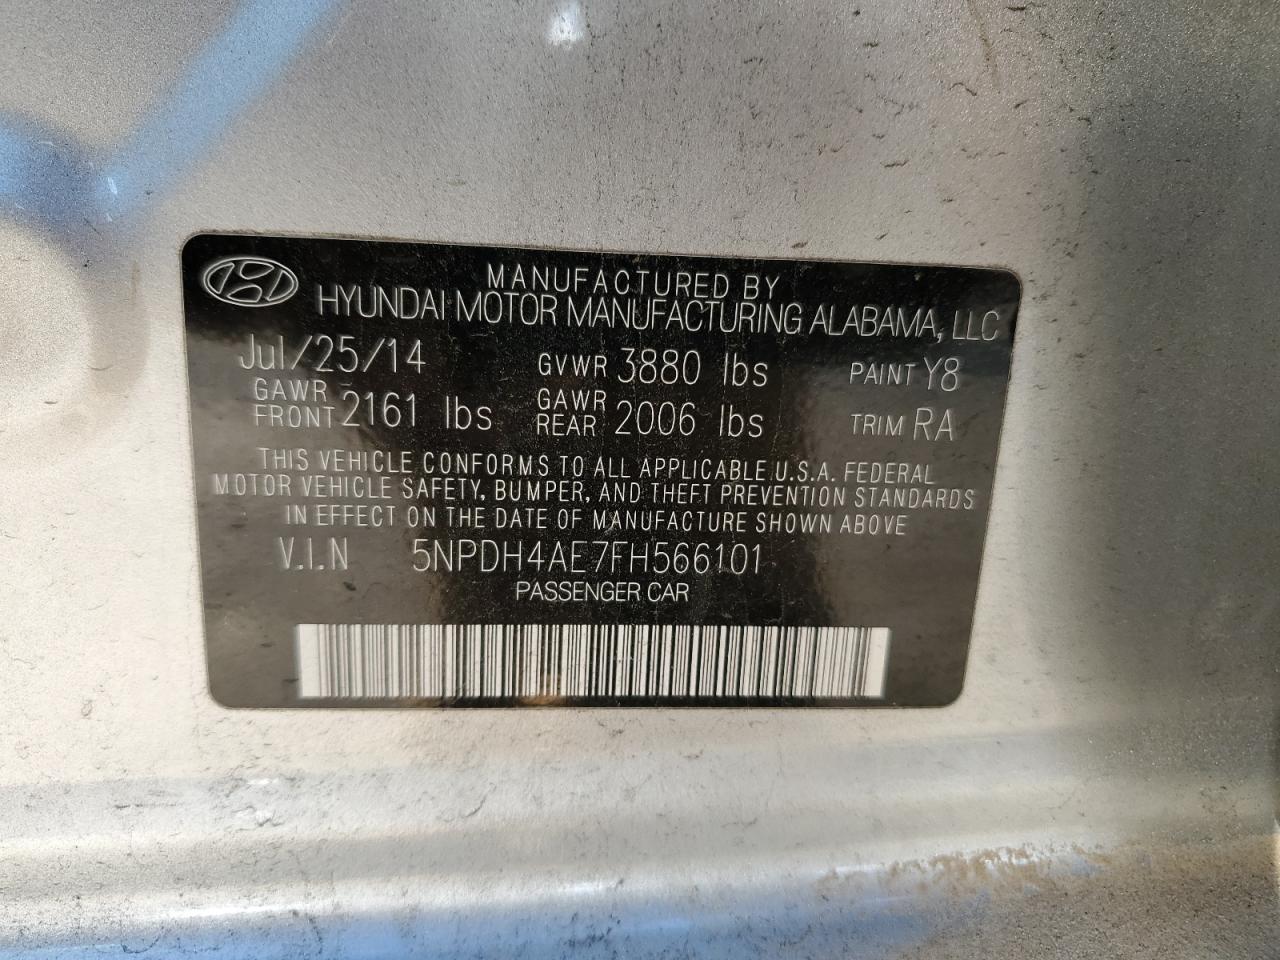 MANUFACTURED BY
HYUNDAI MOTOR MANUFACTURING ALABAMA, LLC
Jul/25/14 GVWR 3880 lbs PAINT Y8
GAWR FRONT 2161 lbs GAWR REAR 2006 lbs TRIM RA
THIS VEHICLE CONFORMS TO ALL APPLICABLE U.S.A. FEDERAL
MOTOR VEHICLE SAFETY, BUMPER, AND THEFT PREVENTION STANDARDS
IN EFFECT ON THE DATE OF MANUFACTURE SHOWN ABOVE
V.I.N 5NPDH4AE7FH566101
PASSENGER CAR